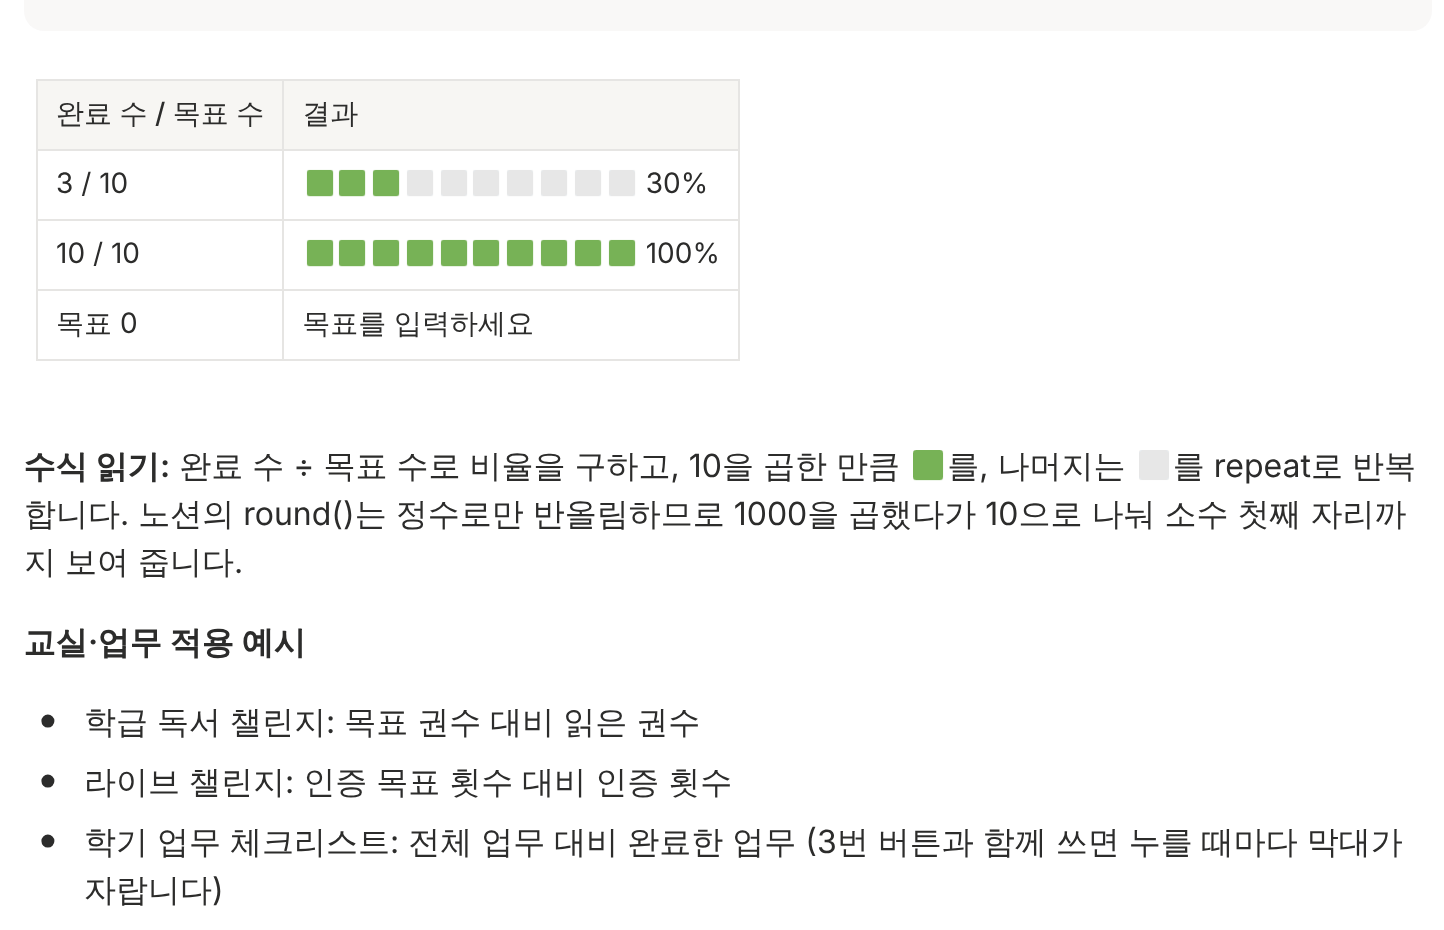 완료 수 / 목표 수 결과
3 / 10 🟩🟩🟩⬜⬜⬜⬜⬜⬜⬜ 30%
10 / 10 🟩🟩🟩🟩🟩🟩🟩🟩🟩🟩 100%
목표 0 목표를 입력하세요
수식 읽기: 완료 수 ÷ 목표 수로 비율을 구하고, 10을 곱한 만큼 🟩를, 나머지는 ⬜를 repeat로 반복
합니다. 노션의 round()는 정수로만 반올림하므로 1000을 곱했다가 10으로 나눠 소수 첫째 자리까
지 보여 줍니다.
교실·업무 적용 예시
• 학급 독서 챌린지: 목표 권수 대비 읽은 권수
• 라이브 챌린지: 인증 목표 횟수 대비 인증 횟수
• 학기 업무 체크리스트: 전체 업무 대비 완료한 업무 (3번 버튼과 함께 쓰면 누를 때마다 막대가
자랍니다)